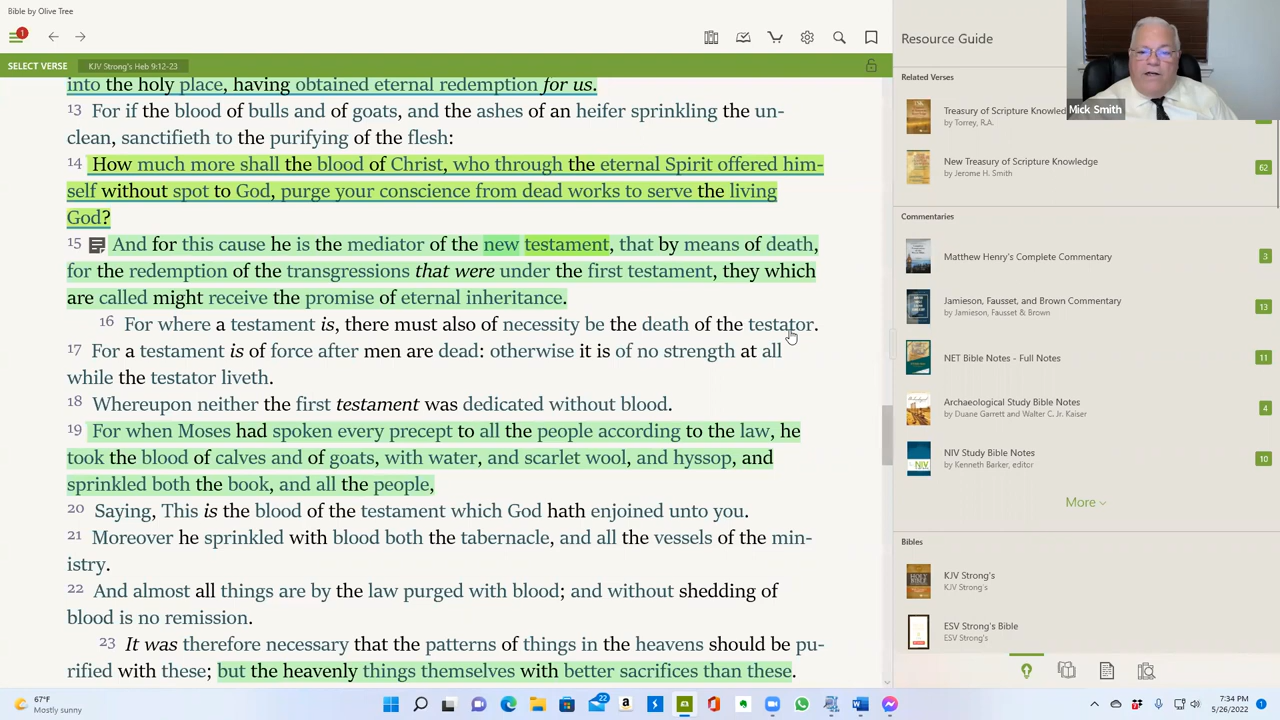 Bible by Olive Tree
1
SELECT VERSE
KJV Strong's Heb 9:12-23
into the holy place, having obtained eternal redemption for us.
13 For if the blood of bulls and of goats, and the ashes of an heifer sprinkling the un-
clean, sanctifieth to the purifying of the flesh:
14 How much more shall the blood of Christ, who through the eternal Spirit offered him-
self without spot to God, purge your conscience from dead works to serve the living
God?
15 And for this cause he is the mediator of the new testament, that by means of death,
for the redemption of the transgressions that were under the first testament, they which
are called might receive the promise of eternal inheritance.
16 For where a testament is, there must also of necessity be the death of the testator.
17 For a testament is of force after men are dead: otherwise it is of no strength at all
while the testator liveth.
18 Whereupon neither the first testament was dedicated without blood.
19 For when Moses had spoken every precept to all the people according to the law, he
took the blood of calves and of goats, with water, and scarlet wool, and hyssop, and
sprinkled both the book, and all the people,
20 Saying, This is the blood of the testament which God hath enjoined unto you.
21 Moreover he sprinkled with blood both the tabernacle, and all the vessels of the min-
istry.
22 And almost all things are by the law purged with blood; and without shedding of
blood is no remission.
23 It was therefore necessary that the patterns of things in the heavens should be pu-
rified with these; but the heavenly things themselves with better sacrifices than these.
Resource Guide
Mick Smith
Related Verses
Treasury of Scripture Knowled
by Torrey, R.A.
New Treasury of Scripture Knowledge
by Jerome H. Smith
62
Commentaries
Matthew Henry's Complete Commentary
3
Jamieson, Fausset, and Brown Commentary
by Jamieson, Fausset & Brown
13
NET Bible Notes - Full Notes
11
Archaeological Study Bible Notes
by Duane Garrett and Walter C. Jr. Kaiser
4
NIV Study Bible Notes
by Kenneth Barker, editor
10
More
Bibles
KJV Strong's
KJV Strong's
ESV Strong's Bible
ESV Strong's
67°F
Mostly sunny
22
7:34 PM
5/26/2022